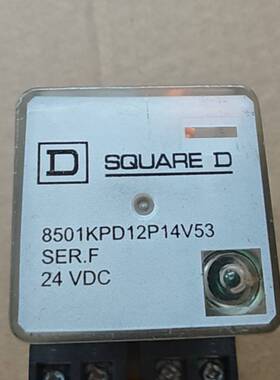 D SQUARE D
8501KPD12P14V53
SER.F
24 VDC